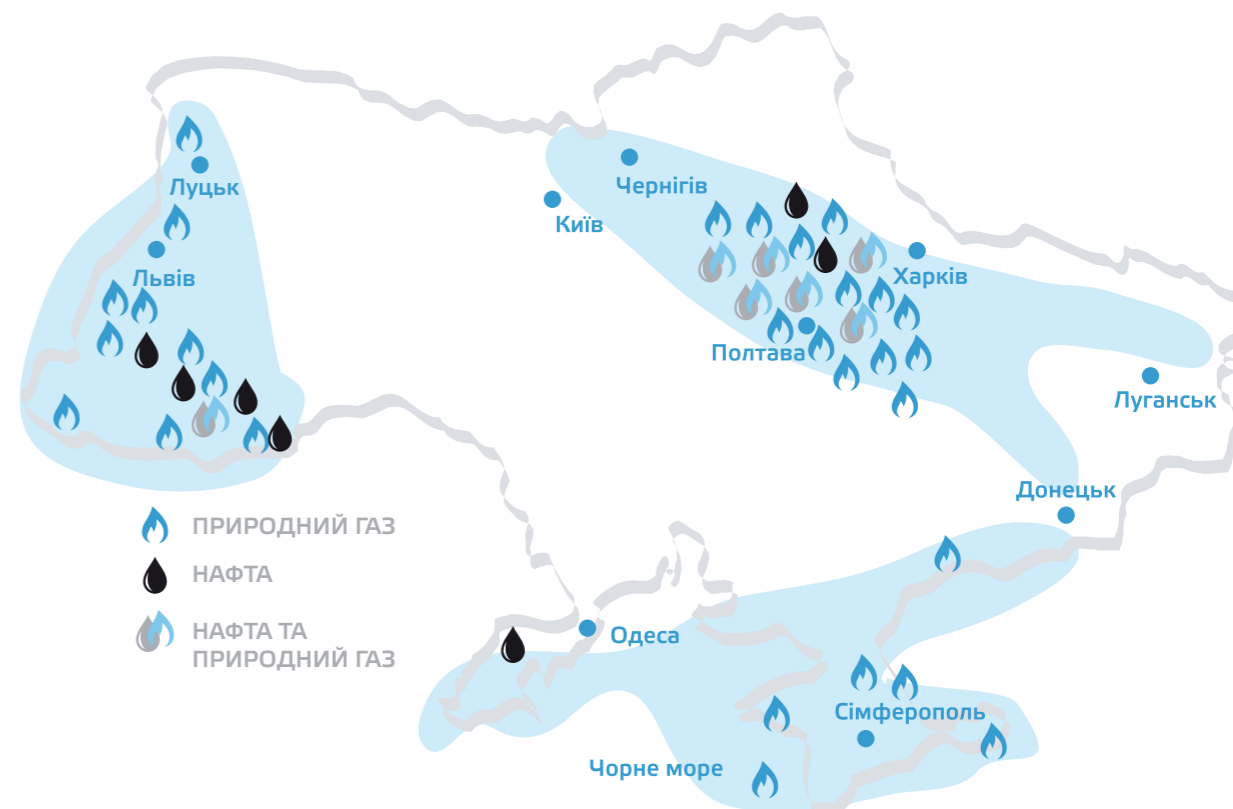 Чернігів
Луцьк
Київ
Львів
Харків
Полтава
Луганськ
Донецьк
ПРИРОДНИЙ ГАЗ
НАФТА
НАФТА ТА
ПРИРОДНИЙ ГАЗ
Одеса
Сімферополь
Чорне море